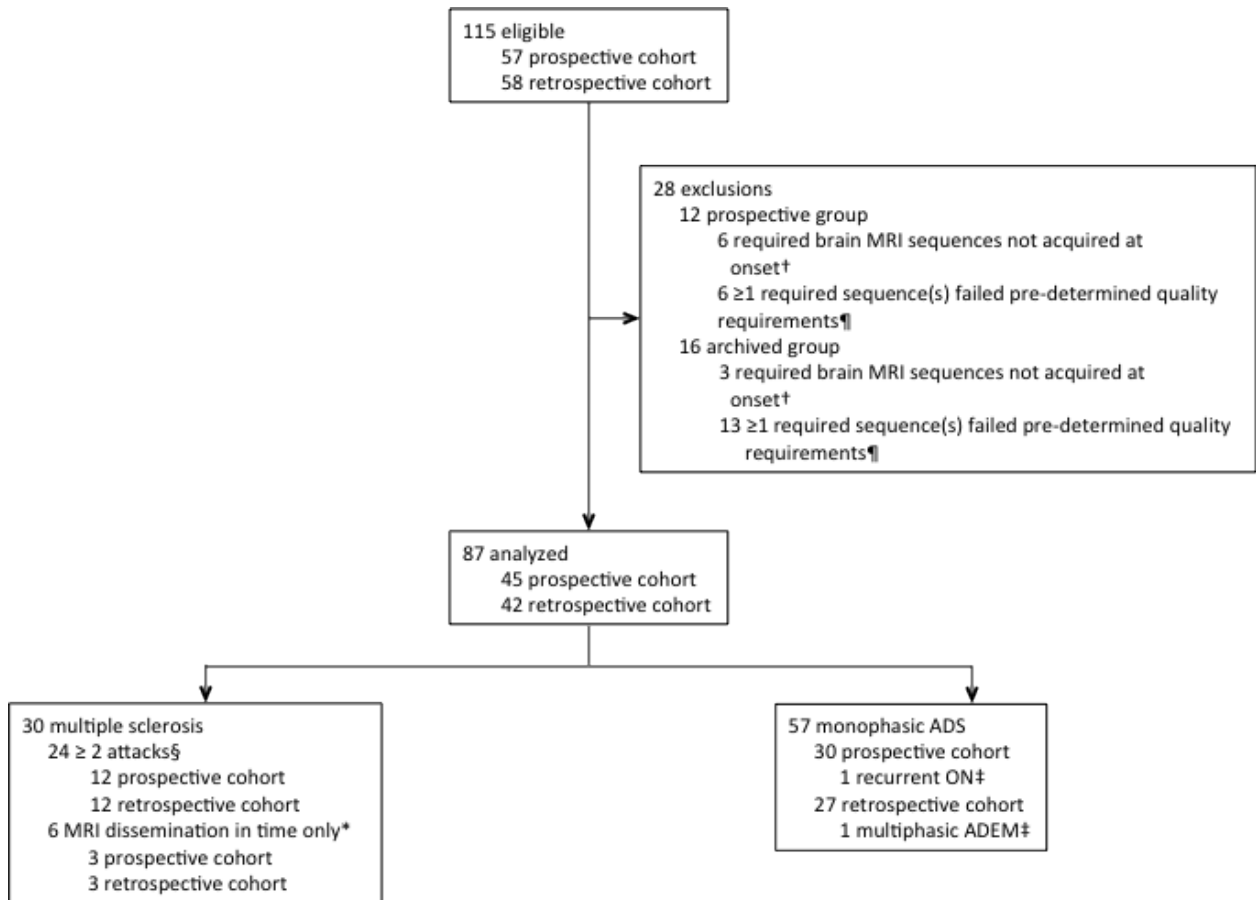 115 eligible
57 prospective cohort
58 retrospective cohort
28 exclusions
12 prospective group
6 required brain MRI sequences not acquired at
onset†
6 ≥1 required sequence(s) failed pre-determined quality
requirements¶
16 archived group
3 required brain MRI sequences not acquired at
onset†
13 ≥1 required sequence(s) failed pre-determined quality
requirements¶
87 analyzed
45 prospective cohort
42 retrospective cohort
30 multiple sclerosis
24 ≥ 2 attacks§
12 prospective cohort
12 retrospective cohort
6 MRI dissemination in time only*
3 prospective cohort
3 retrospective cohort
57 monophasic ADS
30 prospective cohort
1 recurrent ON‡
27 retrospective cohort
1 multiphasic ADEM‡